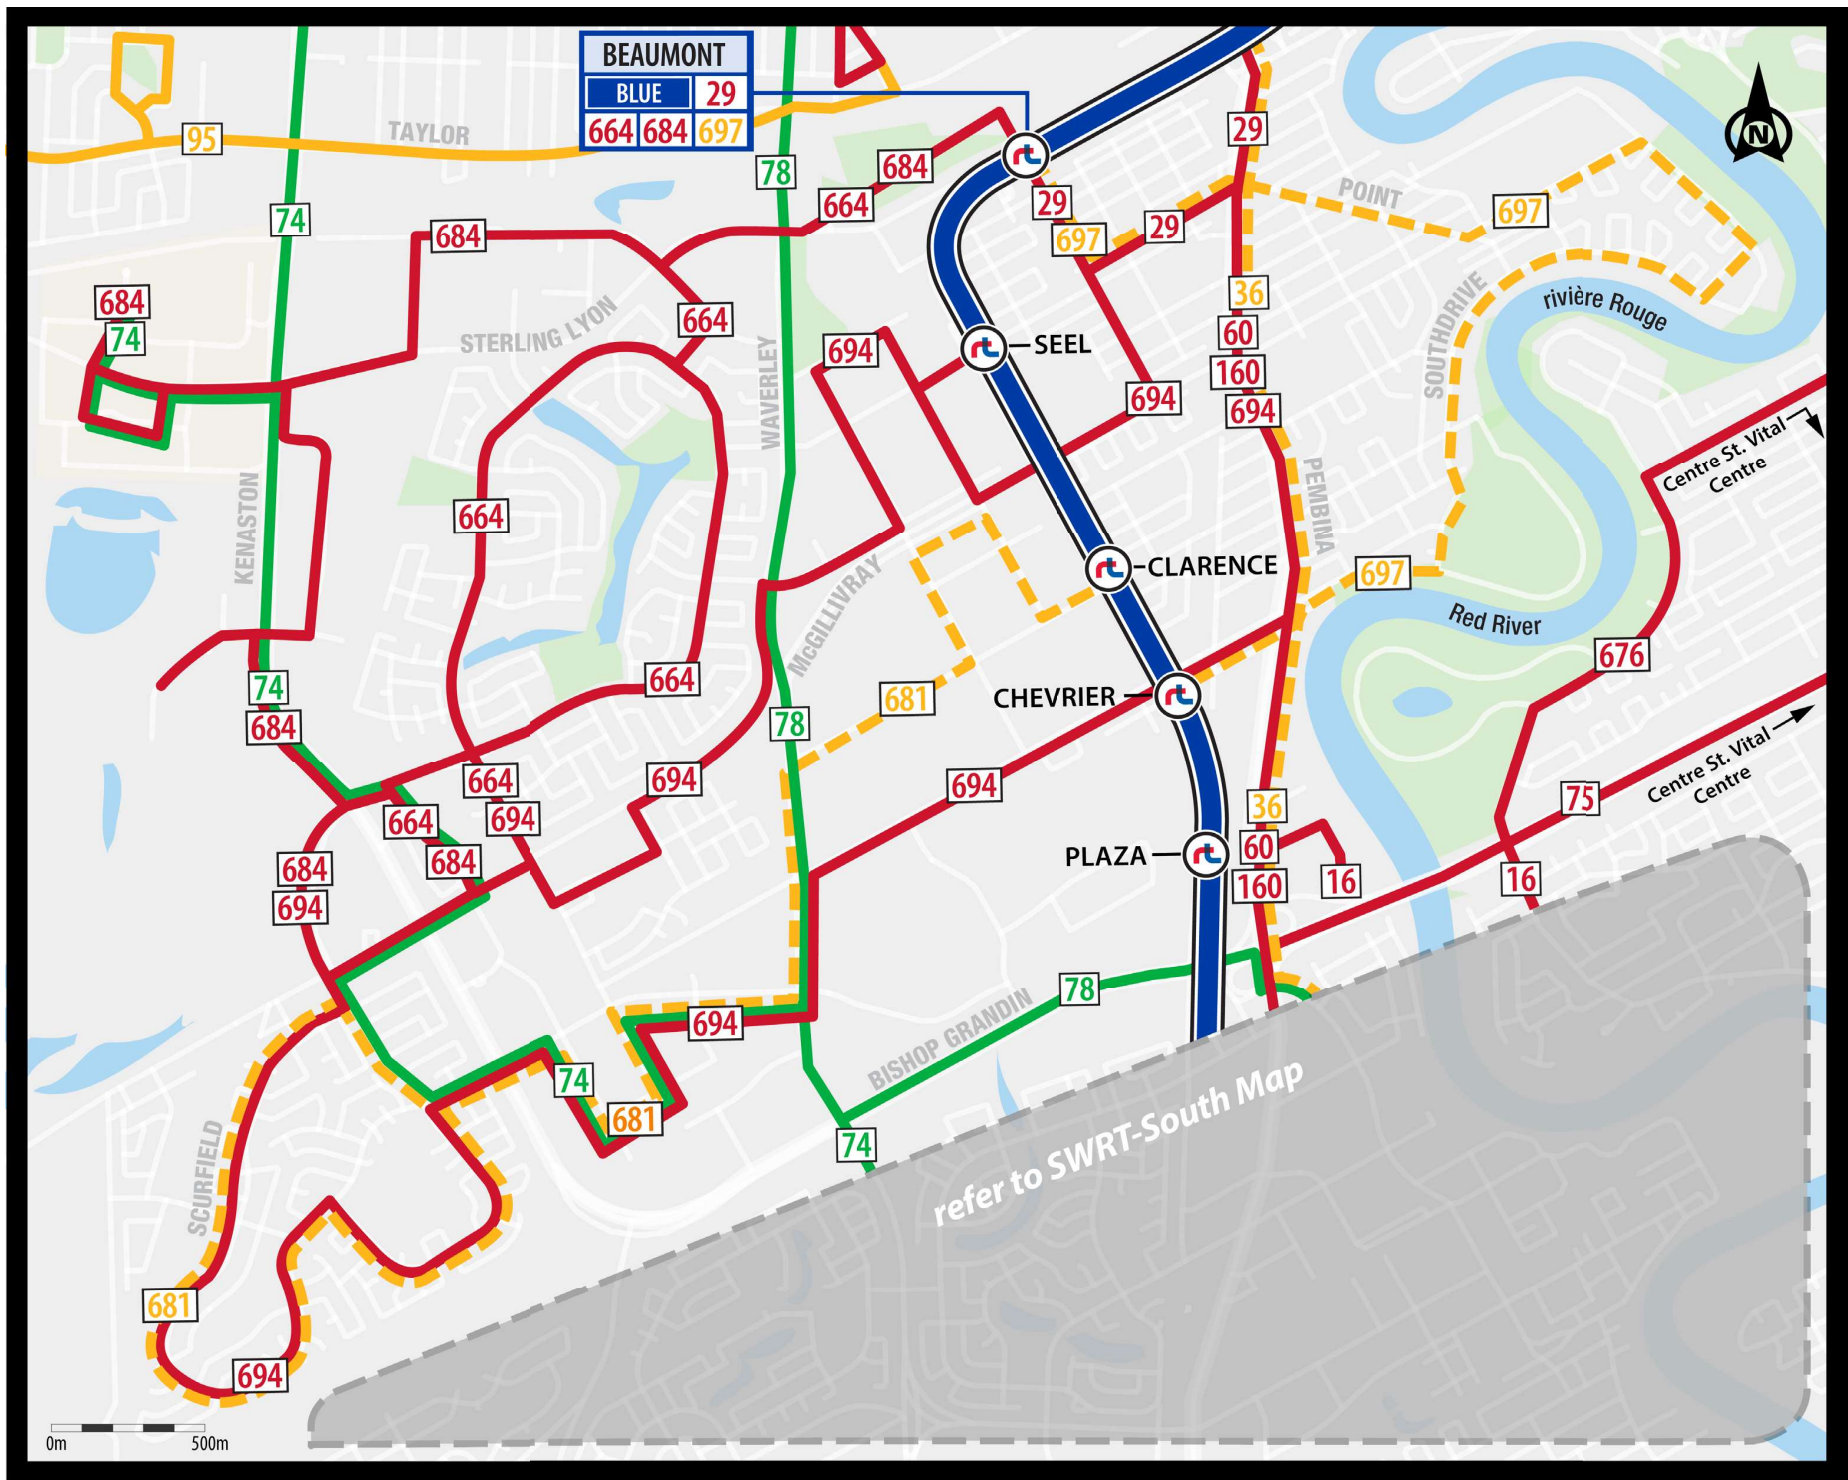 BEAUMONT
BLUE 29
664 684 697
95
TAYLOR
74
78
684
664
29
N
POINT
697
29
697
29
684
684
74
664
STERLING LYON
WAVERLEY
694
SEEL
36
60
160
694
694
SOUTHDRIVE
rivière Rouge
Centre St. Vital
Centre
KENASTON
664
PEMBINA
McGILLIVRAY
CLARENCE
697
Red River
676
74
684
664
681
78
CHEVRIER
664
694
694
694
664
684
684
694
36
60
160
PLAZA
16
75
16
Centre St. Vital
Centre
78
BISHOP GRANDIN
694
74
681
74
refer to SWRT-South Map
SCURFIELD
681
694
0m 500m